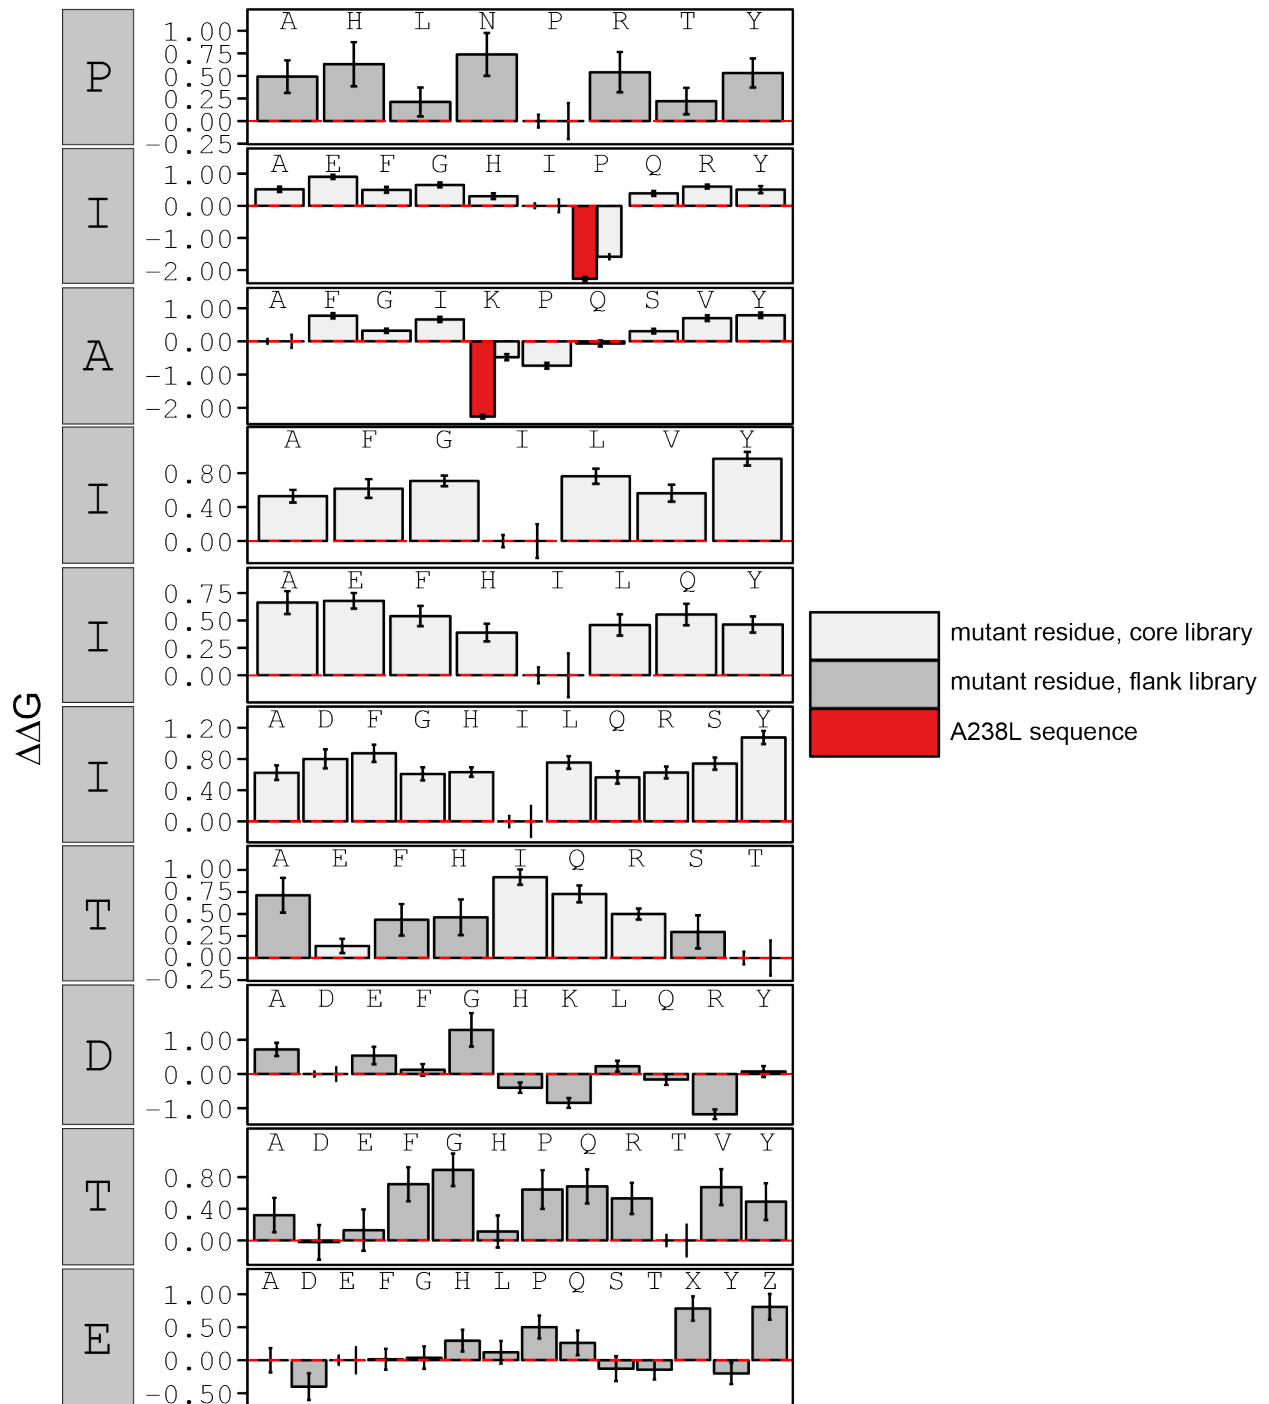 A H L N P R T Y
P
1.00
0.75
0.50
0.25
0.00
−0.25
A E F G H I P Q R Y
I
1.00
0.00
−1.00
−2.00
A F G I K P Q S V Y
A
1.00
0.00
−1.00
−2.00
A F G I L V Y
I
0.80
0.40
0.00
A E F H I L Q Y
I
0.75
0.50
0.25
0.00
mutant residue, core library
mutant residue, flank library
A238L sequence
ΔΔG
A D F G H I L Q R S Y
I
1.20
0.80
0.40
0.00
A E F H I Q R S T
T
1.00
0.75
0.50
0.25
0.00
−0.25
A D E F G H K L Q R Y
D
1.00
0.00
−1.00
A D E F G H P Q R T V Y
T
0.80
0.40
0.00
A D E F G H L P Q S T X Y Z
E
1.00
0.50
0.00
−0.50